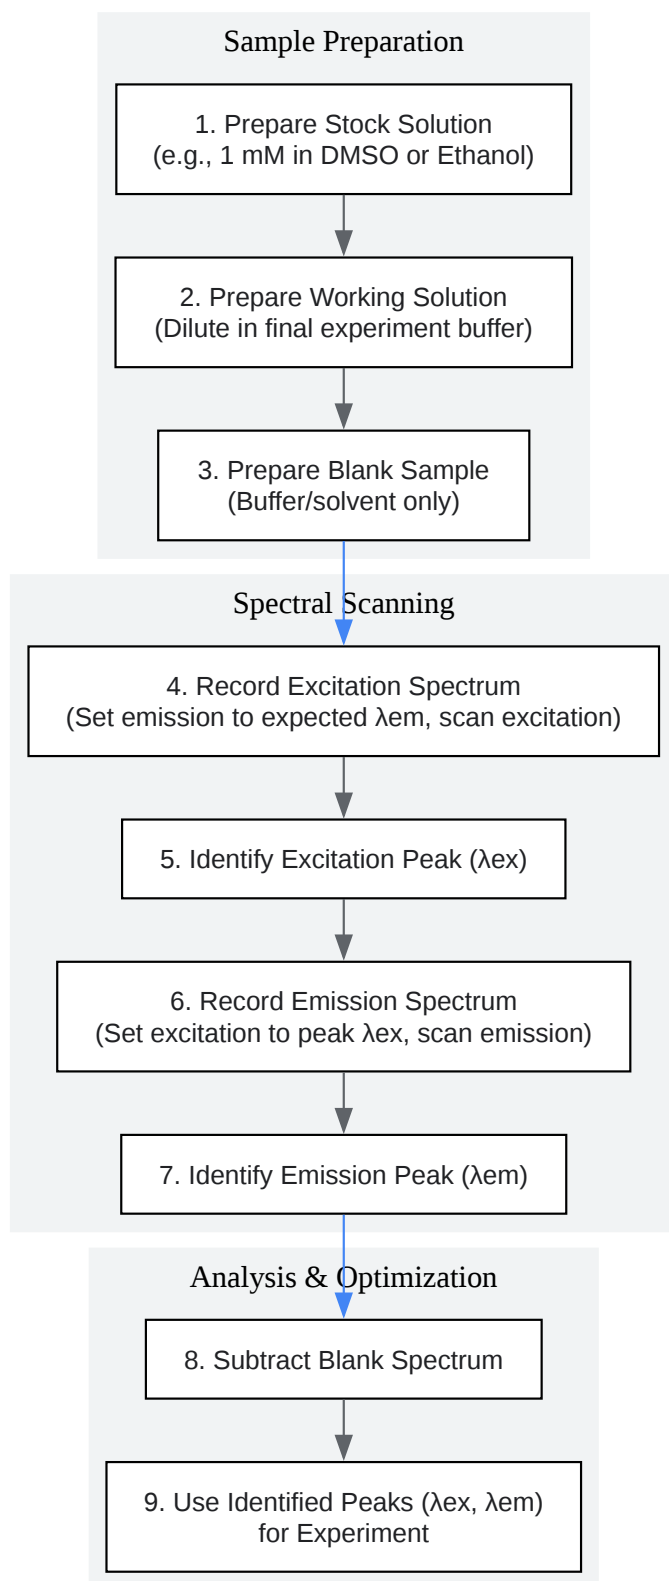 Sample Preparation
1. Prepare Stock Solution
(e.g., 1 mM in DMSO or Ethanol)
2. Prepare Working Solution
(Dilute in final experiment buffer)
3. Prepare Blank Sample
(Buffer/solvent only)
Spectral Scanning
4. Record Excitation Spectrum
(Set emission to expected λem, scan excitation)
5. Identify Excitation Peak (λex)
6. Record Emission Spectrum
(Set excitation to peak λex, scan emission)
7. Identify Emission Peak (λem)
Analysis & Optimization
8. Subtract Blank Spectrum
9. Use Identified Peaks (λex, λem)
for Experiment